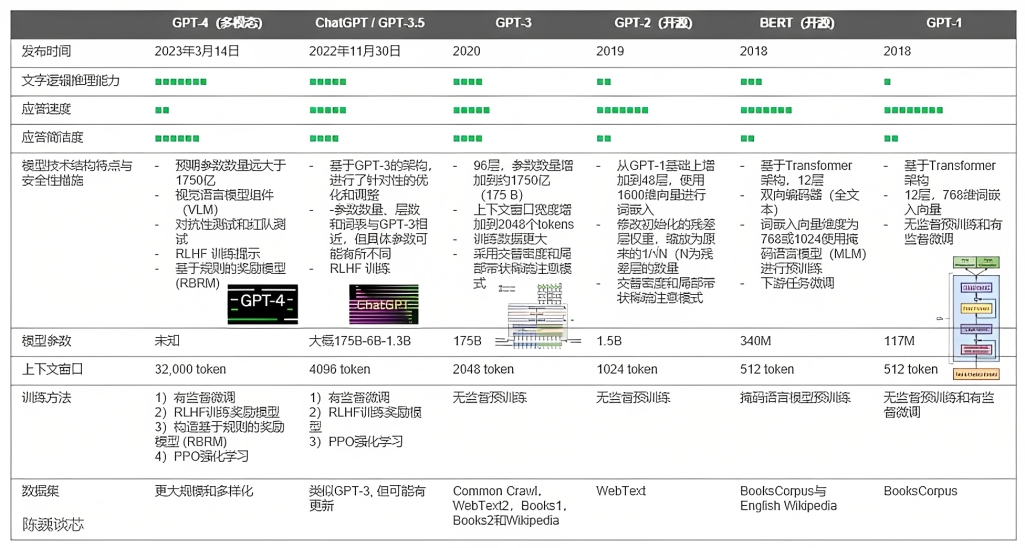 GPT-4（多模态） ChatGPT / GPT-3.5 GPT-3 GPT-2（开源） BERT（开源） GPT-1
发布时间 2023年3月14日 2022年11月30日 2020 2019 2018 2018
文字逻辑推理能力
应答速度
应答简洁度
模型技术结构特点与
安全性措施
- 预期参数数量远大于
1750亿
- 视觉语言模型组件
（VLM）
- 对抗性测试和红队测
试
- RLHF 训练提示
- 基于规则的奖励模型
(RBRM)
GPT-4
- 基于GPT-3的架构，
进行了针对性的优
化和调整
- -参数数量、层数
和词表与GPT-3相
近，但具体参数可
能有所不同
- RLHF 训练
ChatGPT
- 96层，参数数量增
加到约1750亿
（175 B）
- 上下文窗口宽度增
加到2048个tokens
- 训练数据更大
- 采用交替密度和局
部带状稀疏注意模
式
- 从GPT-1基础上增
加到48层，使用
1600维向量进行
词嵌入
- 修改初始化的残差
层权重，缩放为原
来的1/√N（N为残
差层的数量
- 交替密度和局部带
状稀疏注意模式
- 基于Transformer
架构，12层
- 双向编码器（全文
本）
- 词嵌入向量维度为
768或1024使用掩
码语言模型（MLM）
进行预训练
- 下游任务微调
- 基于Transformer
架构
- 12层，768维词嵌
入向量
- 无监督预训练和有
监督微调
模型参数 未知 大概175B-6B-1.3B 175B 1.5B 340M 117M
上下文窗口 32,000 token 4096 token 2048 token 1024 token 512 token 512 token
训练方法
1）有监督微调
2）RLHF训练奖励模型
3）构造基于规则的奖励
模型 (RBRM)
4）PPO强化学习
1）有监督微调
2）RLHF训练奖励模
型
3）PPO强化学习
无监督预训练
无监督预训练
掩码语言模型预训练
无监督预训练和有监
督微调
数据集
更大规模和多样化
类似GPT-3, 但可能有
更新
Common Crawl，
WebText2，Books1，
Books2和Wikipedia
WebText
BooksCorpus与
English Wikipedia
BooksCorpus
陈巍谈芯